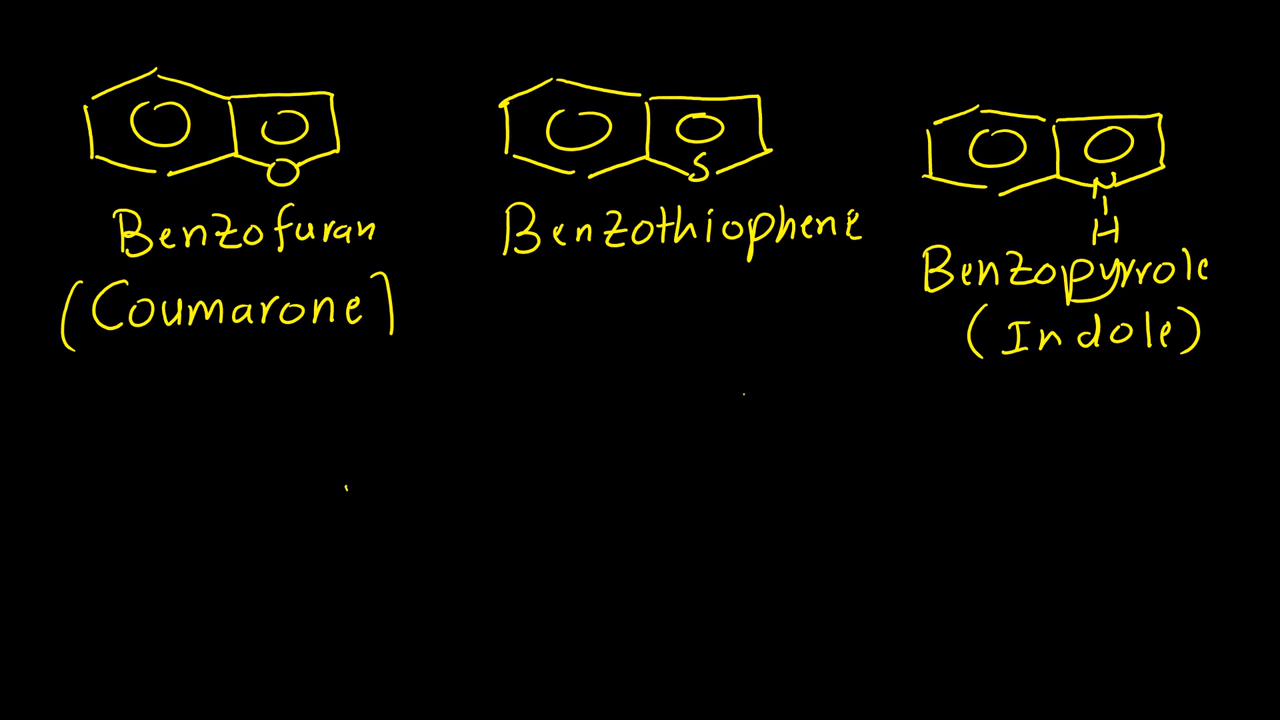 O
S
N
H
Benzofuran
(Coumarone)
Benzothiophene
Benzopyrrole
(Indole)